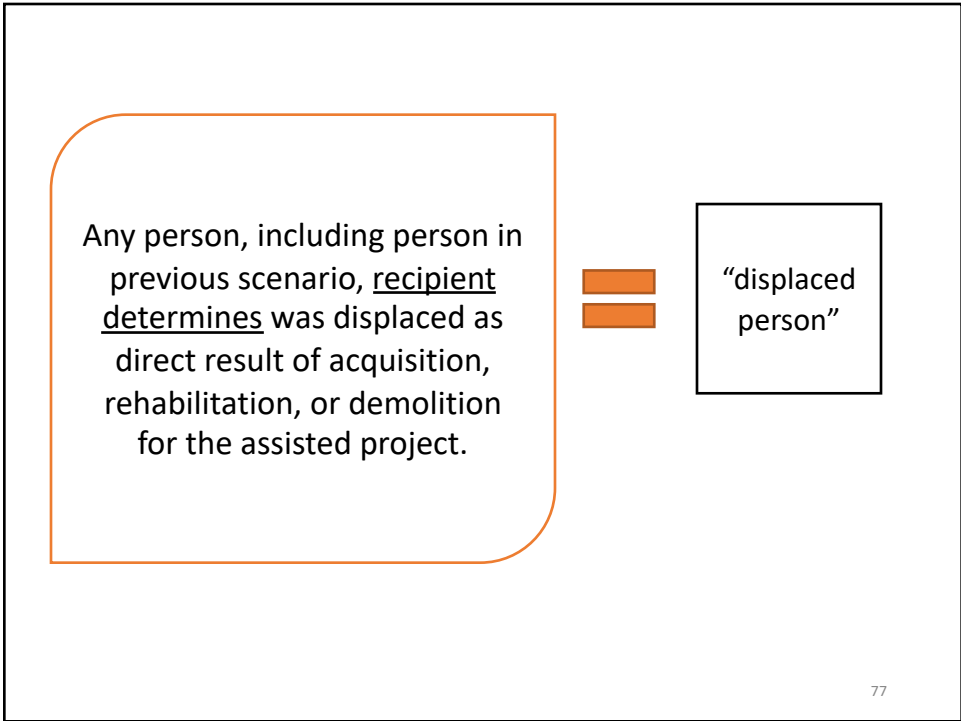 Any person, including person in
previous scenario, recipient
determines was displaced as
direct result of acquisition,
rehabilitation, or demolition
for the assisted project.
“displaced
person”
77